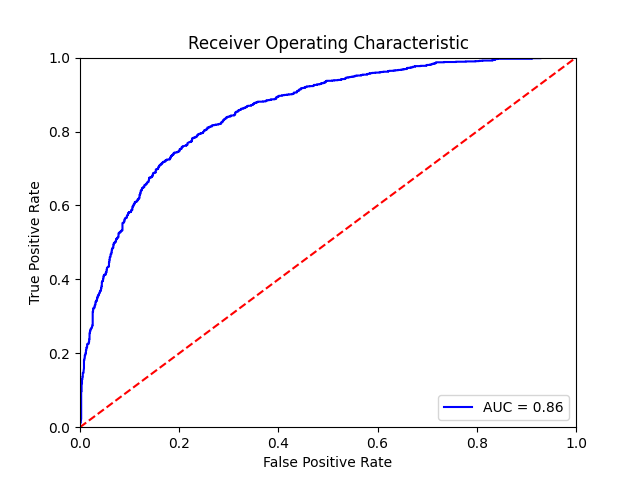 Receiver Operating Characteristic
1.0
0.8
0.6
0.4
0.2
0.0
True Positive Rate
AUC = 0.86
0.0 0.2 0.4 0.6 0.8 1.0
False Positive Rate